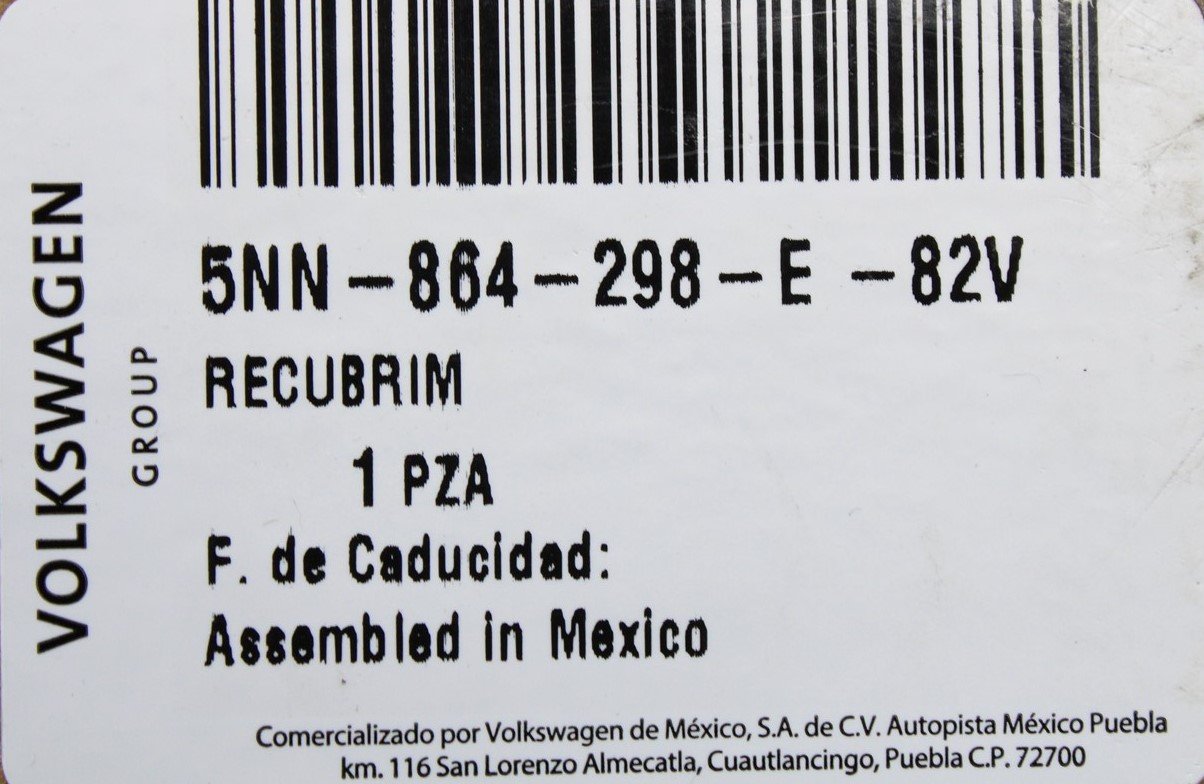 VOLKSWAGEN
GROUP
5NN-864-298-E -82V
RECUBRIM
1 PZA
F. de Caducidad:
Assembled in Mexico
Comercializado por Volkswagen de México, S.A. de C.V. Autopista México Puebla
km. 116 San Lorenzo Almecatla, Cuautlancingo, Puebla C.P. 72700